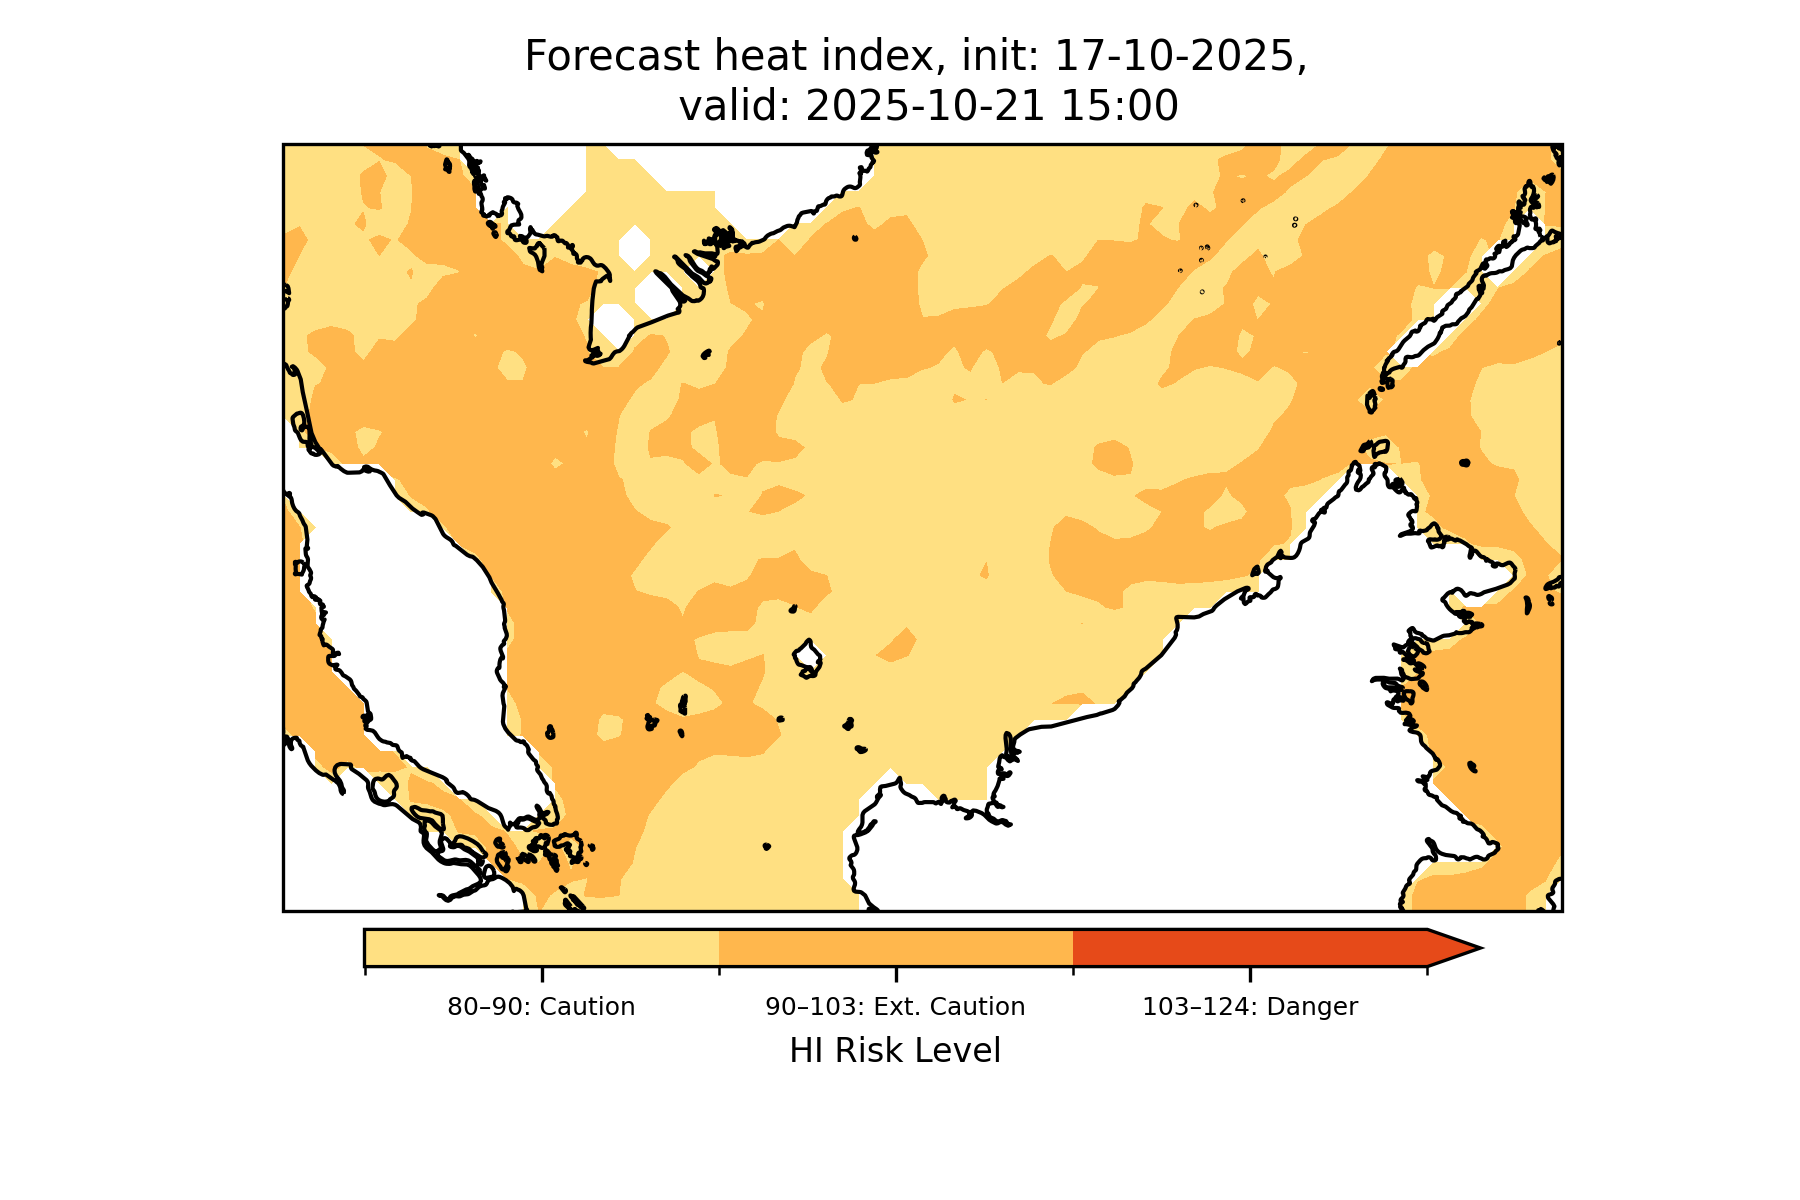 Forecast heat index, init: 17-10-2025,
valid: 2025-10-21 15:00
80–90: Caution
90–103: Ext. Caution
103–124: Danger
HI Risk Level